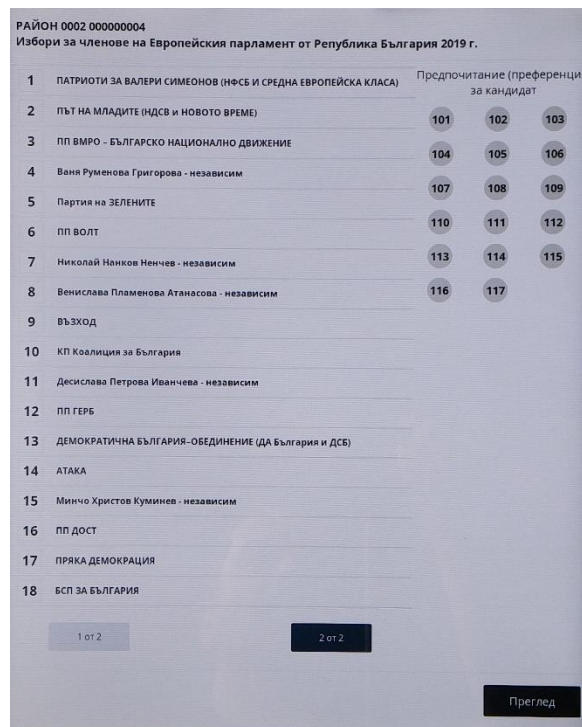 РАЙОН 0002 000000004
Избори за членове на Европейския парламент от Република България 2019 г.
1 ПАТРИОТИ ЗА ВАЛЕРИ СИМЕОНОВ (НФСБ И СРЕДНА ЕВРОПЕЙСКА КЛАСА)
2 ПЪТ НА МЛАДИТЕ (НДСВ и НОВОТО ВРЕМЕ)
3 ПП ВМРО – БЪЛГАРСКО НАЦИОНАЛНО ДВИЖЕНИЕ
4 Ваня Руменова Григорова - независим
5 Партия на ЗЕЛЕНИТЕ
6 ПП ВОЛТ
7 Николай Нанков Ненчев - независим
8 Венислава Пламенова Атанасова - независим
9 ВЪЗХОД
10 КП Коалиция за България
11 Десислава Петрова Иванчева - независим
12 ПП ГЕРБ
13 ДЕМОКРАТИЧНА БЪЛГАРИЯ–ОБЕДИНЕНИЕ (ДА България и ДСБ)
14 АТАКА
15 Минчо Христов Куминев - независим
16 ПП ДОСТ
17 ПРЯКА ДЕМОКРАЦИЯ
18 БСП ЗА БЪЛГАРИЯ
Предпочитание (преференци
за кандидат
101 102 103
104 105 106
107 108 109
110 111 112
113 114 115
116 117
1 от 2 2 от 2
Преглед